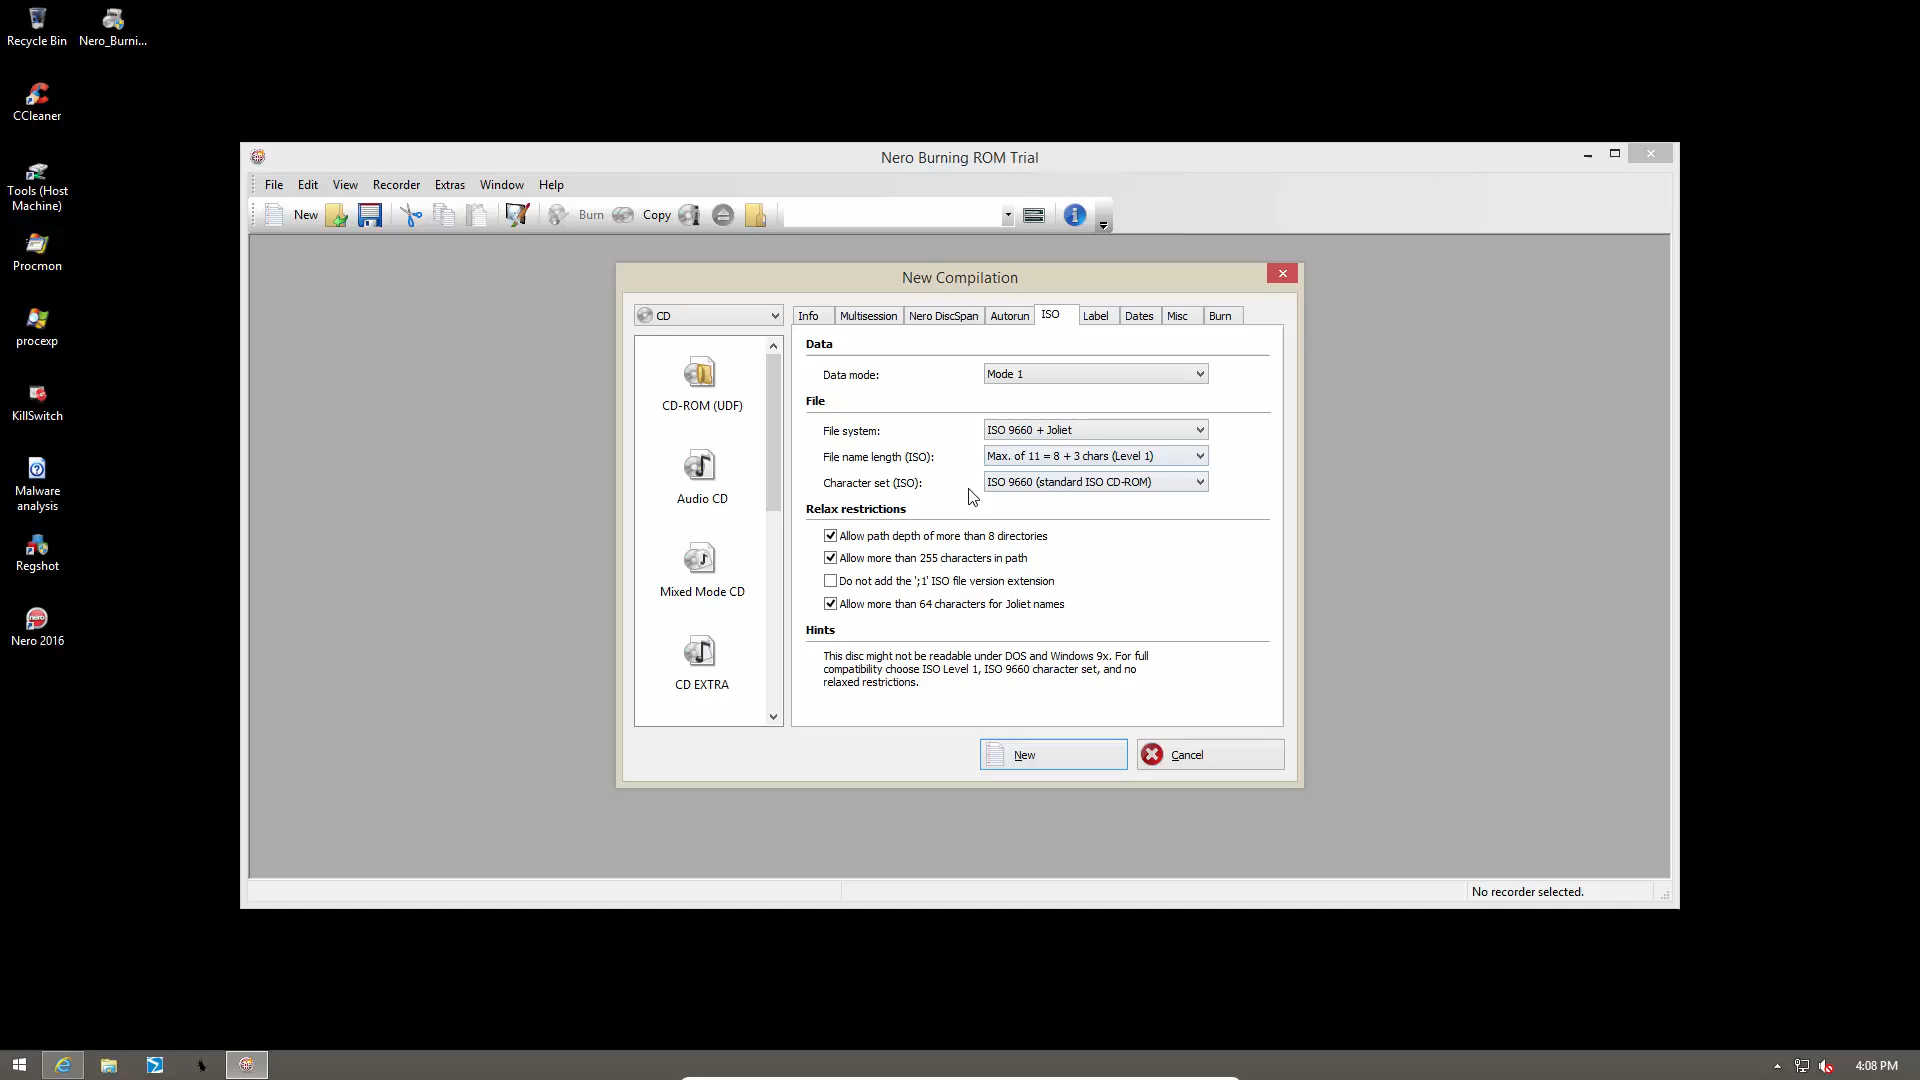 Recycle Bin
Nero_Burni...
CCleaner
Tools (Host
Machine)
Procmon
procexp
KillSwitch
Malware
analysis
Regshot
nero
Nero 2016
Nero Burning ROM Trial
File Edit View Recorder Extras Window Help
New Burn Copy
New Compilation
CD
Info Multisession Nero DiscSpan Autorun ISO Label Dates Misc Burn
CD-ROM (UDF)
Audio CD
Mixed Mode CD
CD EXTRA
Data
Data mode: Mode 1
File
File system: ISO 9660 + Joliet
File name length (ISO): Max. of 11 = 8 + 3 chars (Level 1)
Character set (ISO): ISO 9660 (standard ISO CD-ROM)
Relax restrictions
Allow path depth of more than 8 directories
Allow more than 255 characters in path
Do not add the ';1' ISO file version extension
Allow more than 64 characters for Joliet names
Hints
This disc might not be readable under DOS and Windows 9x. For full
compatibility choose ISO Level 1, ISO 9660 character set, and no
relaxed restrictions.
New Cancel
No recorder selected.
4:08 PM